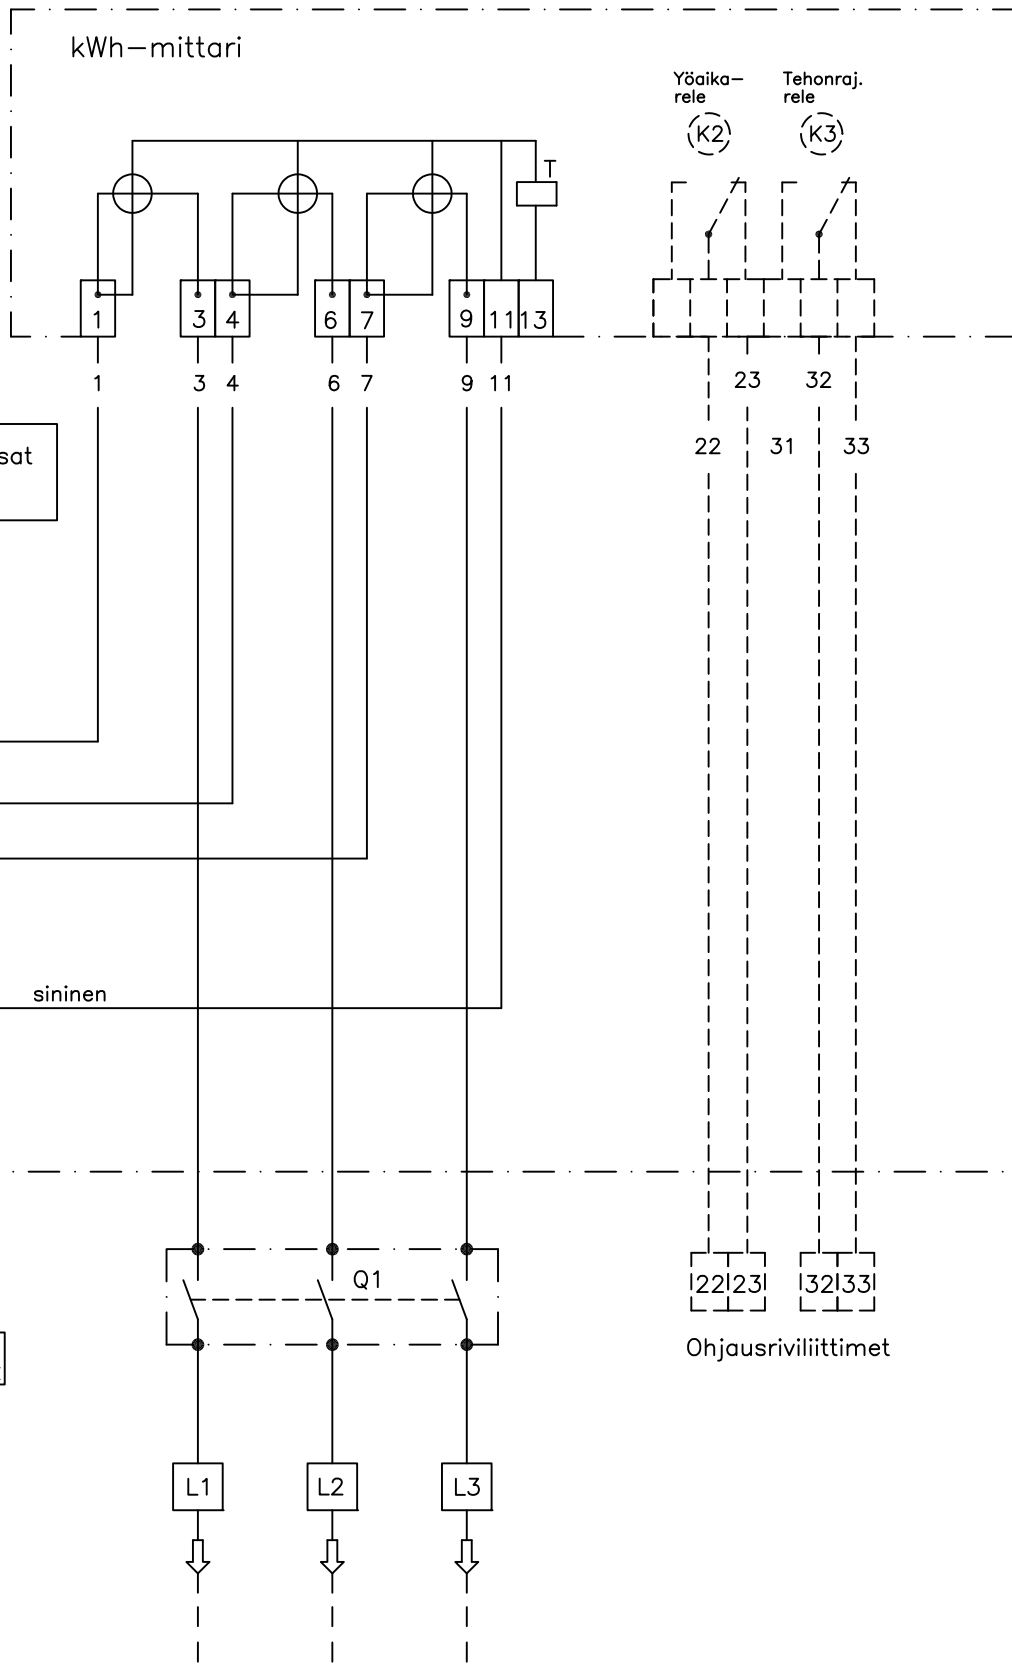 kWh-mittari
Yöaika-
rele
Tehonraj.
rele
K2
K3
T
1 3 4 6 7 9 11 13
1 3 4 6 7 9 11
23 32
22 31 33
sat
sininen
Q1
22 23 32 33
Ohjausriviliittimet
L1 L2 L3